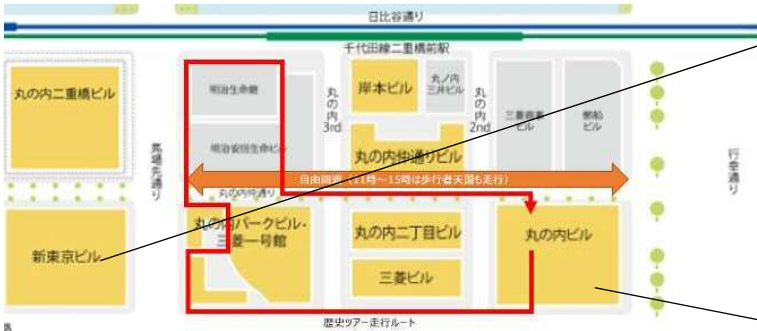 日比谷通り
千代田線二重橋前駅
丸の内二重橋ビル
明治生命館
丸の内
3rd
岸本ビル
丸ノ内
三井ビル
丸の内
2nd
三菱商事
ビル
郵船
ビル
馬場先通り
明治安田生命ビル
丸の内仲通りビル
行幸通り
自由回遊（11時～15時は歩行者天国も走行）
丸の内仲通り
新東京ビル
丸の内パークビル・
三菱一号館
丸の内二丁目ビル
丸の内ビル
三菱ビル
歴史ツアー走行ルート